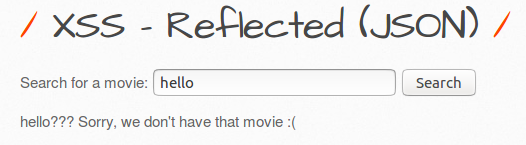 / XSS - Reflected (JSON) /
Search for a movie: hello Search
hello??? Sorry, we don't have that movie :(